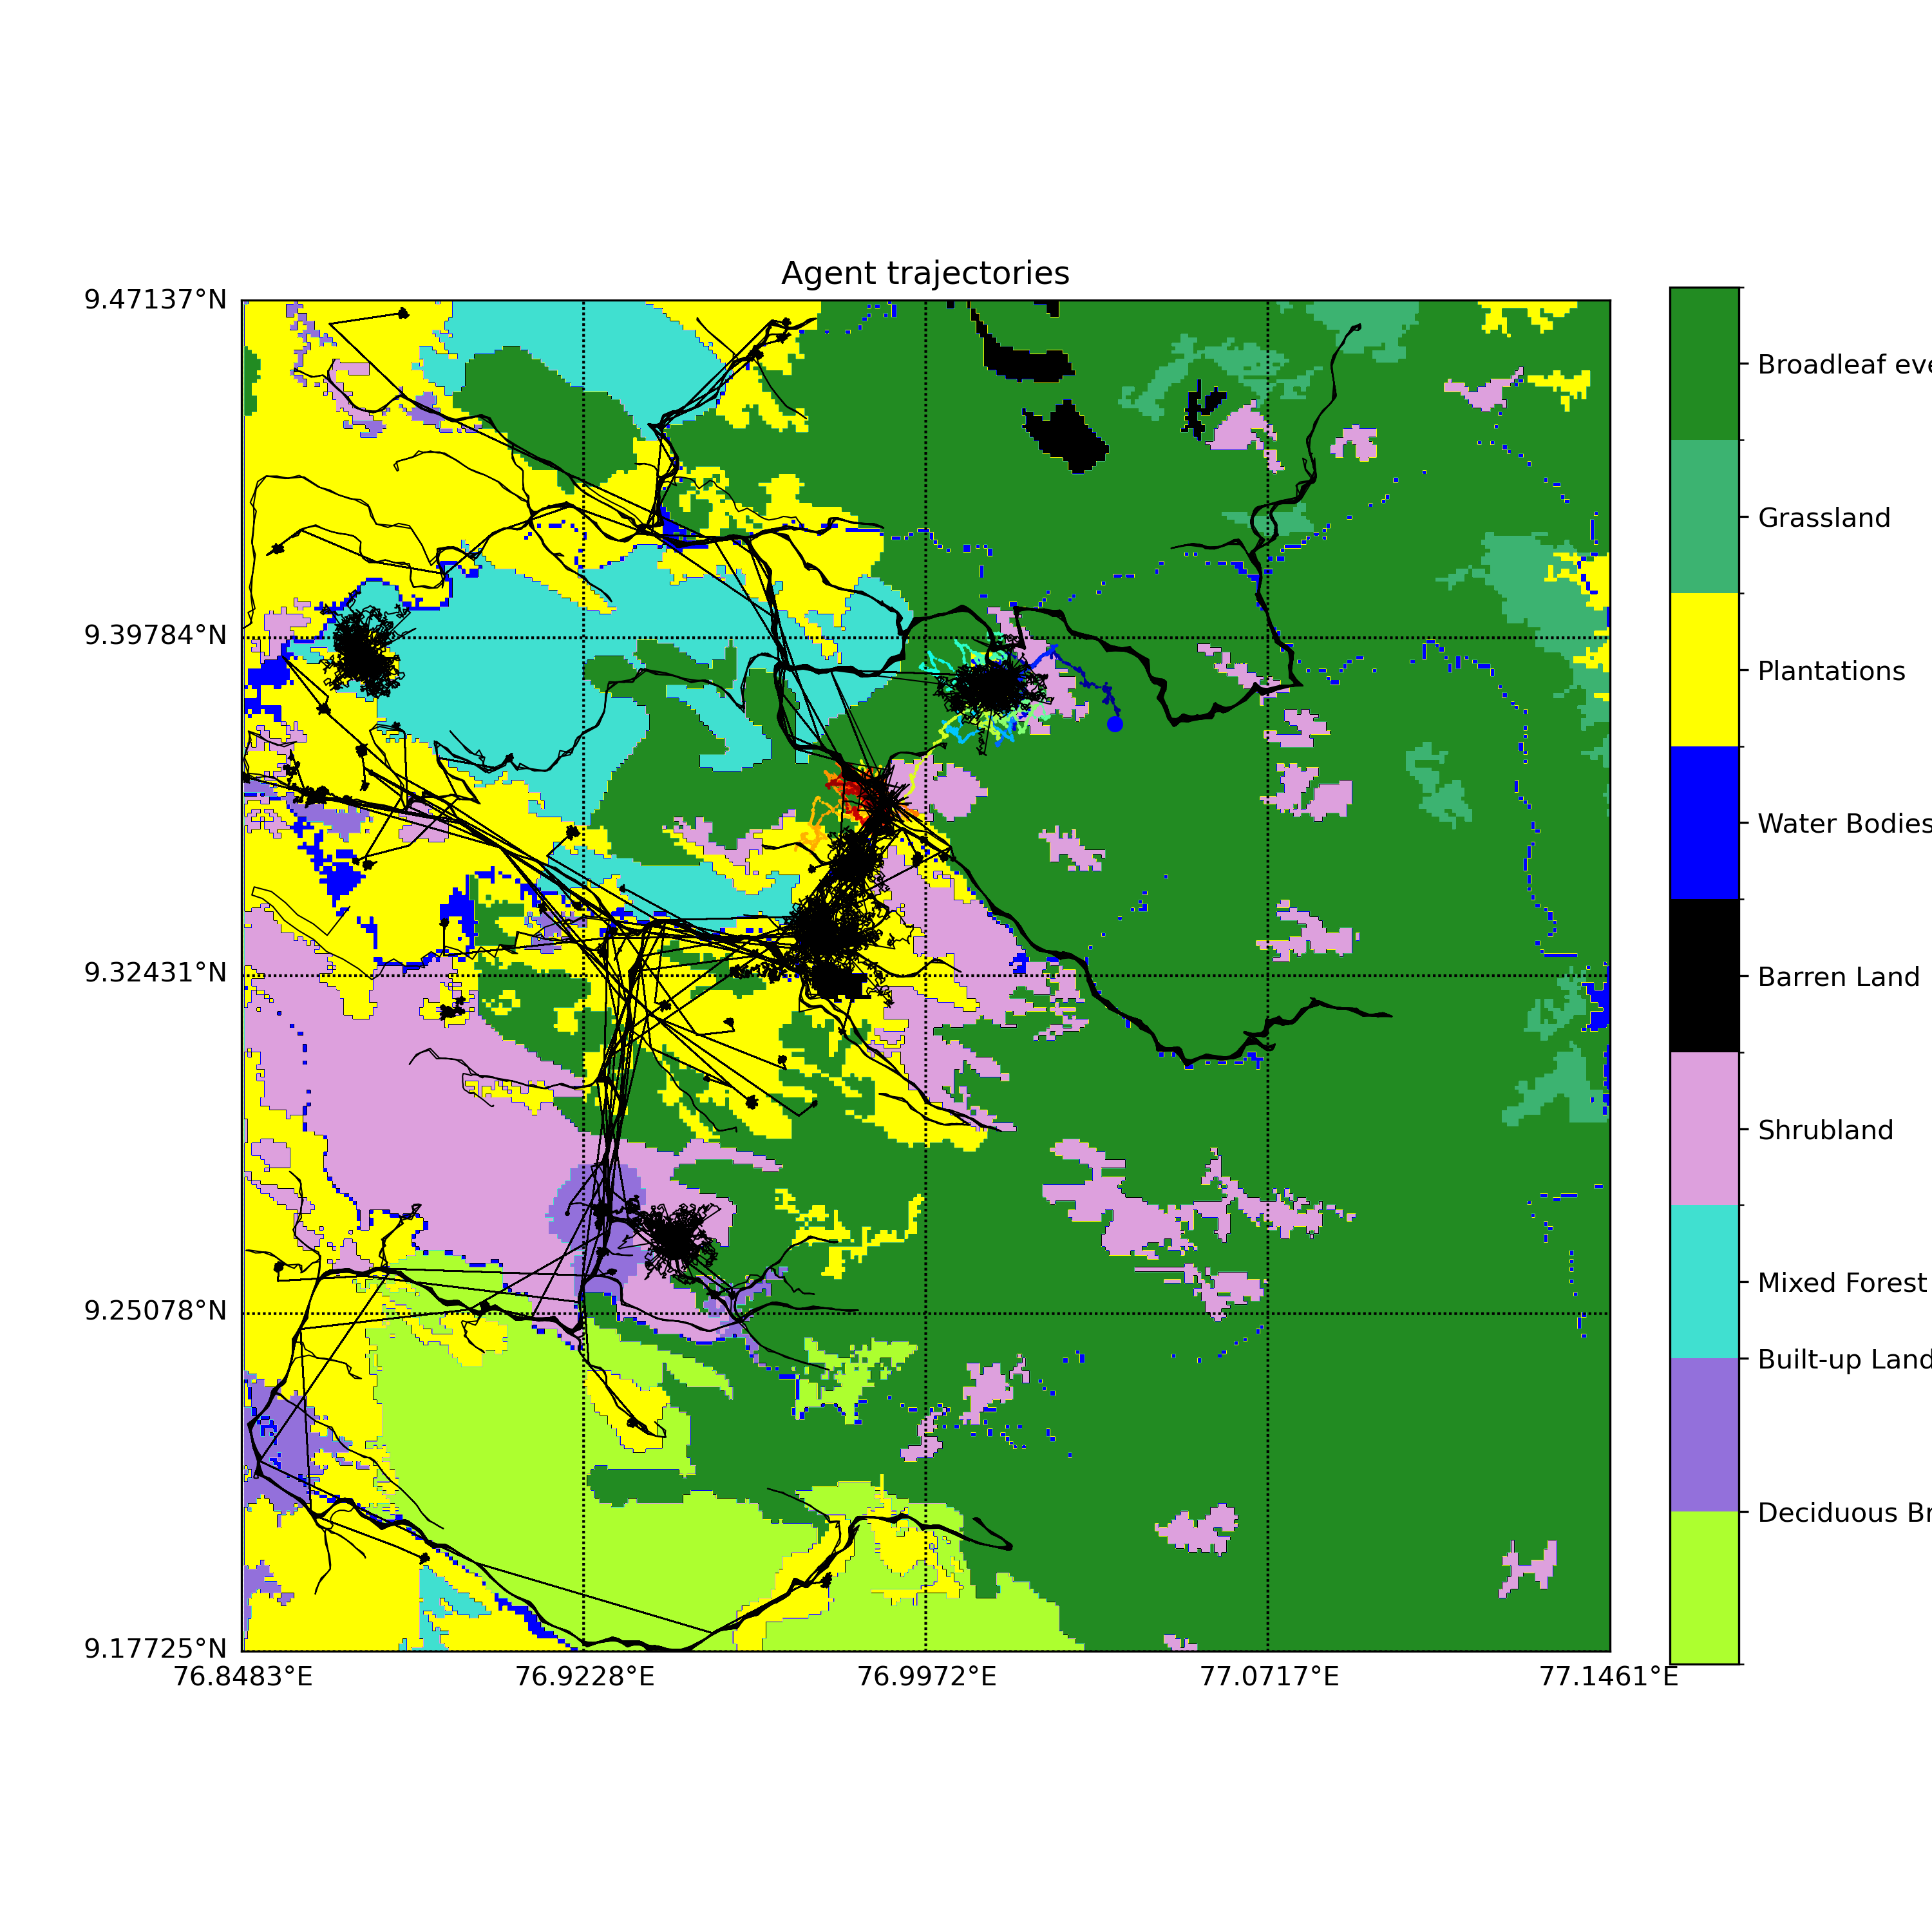 Agent trajectories
9.47137°N
9.39784°N
9.32431°N
9.25078°N
9.17725°N
76.8483°E
76.9228°E
76.9972°E
77.0717°E
77.1461°E
Broadleaf eve
Grassland
Plantations
Water Bodies
Barren Land
Shrubland
Mixed Forest
Built-up Land
Deciduous Br